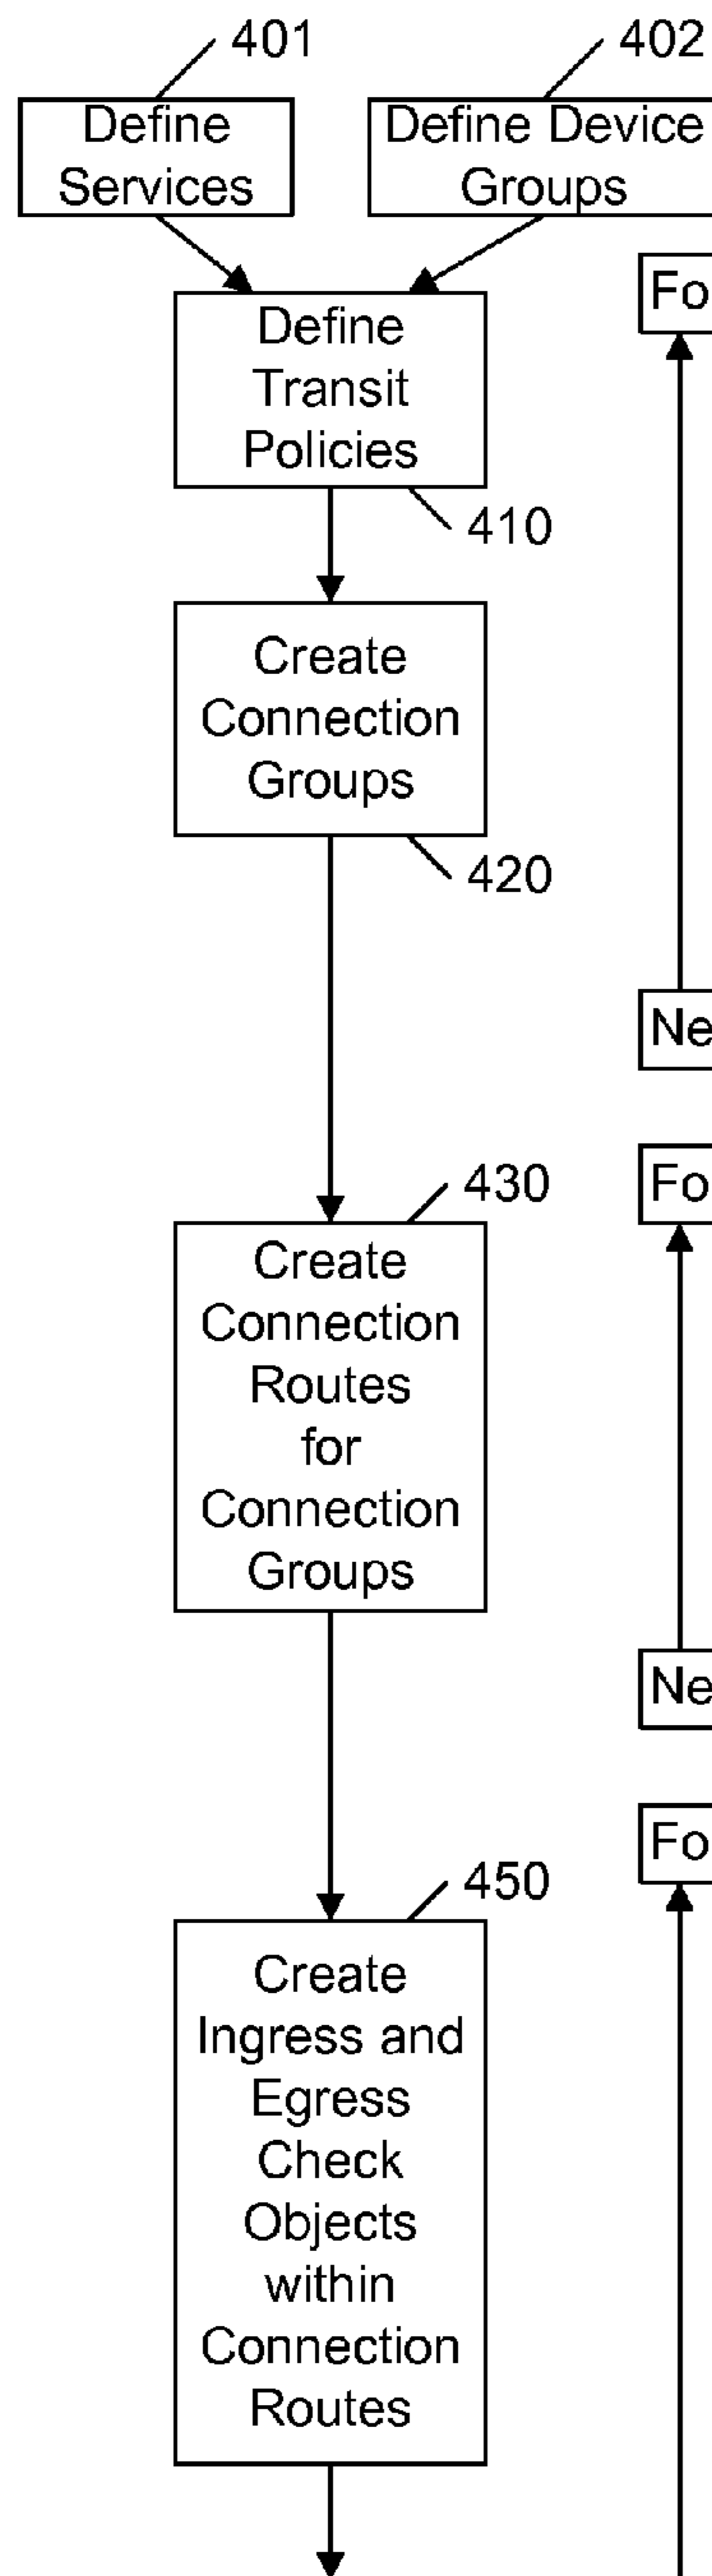 401
402
Define
Services
Define Device
Groups
Define
Transit
Policies
410
Create
Connection
Groups
420
430
Create
Connection
Routes
for
Connection
Groups
450
Create
Ingress and
Egress
Check
Objects
within
Connection
Routes